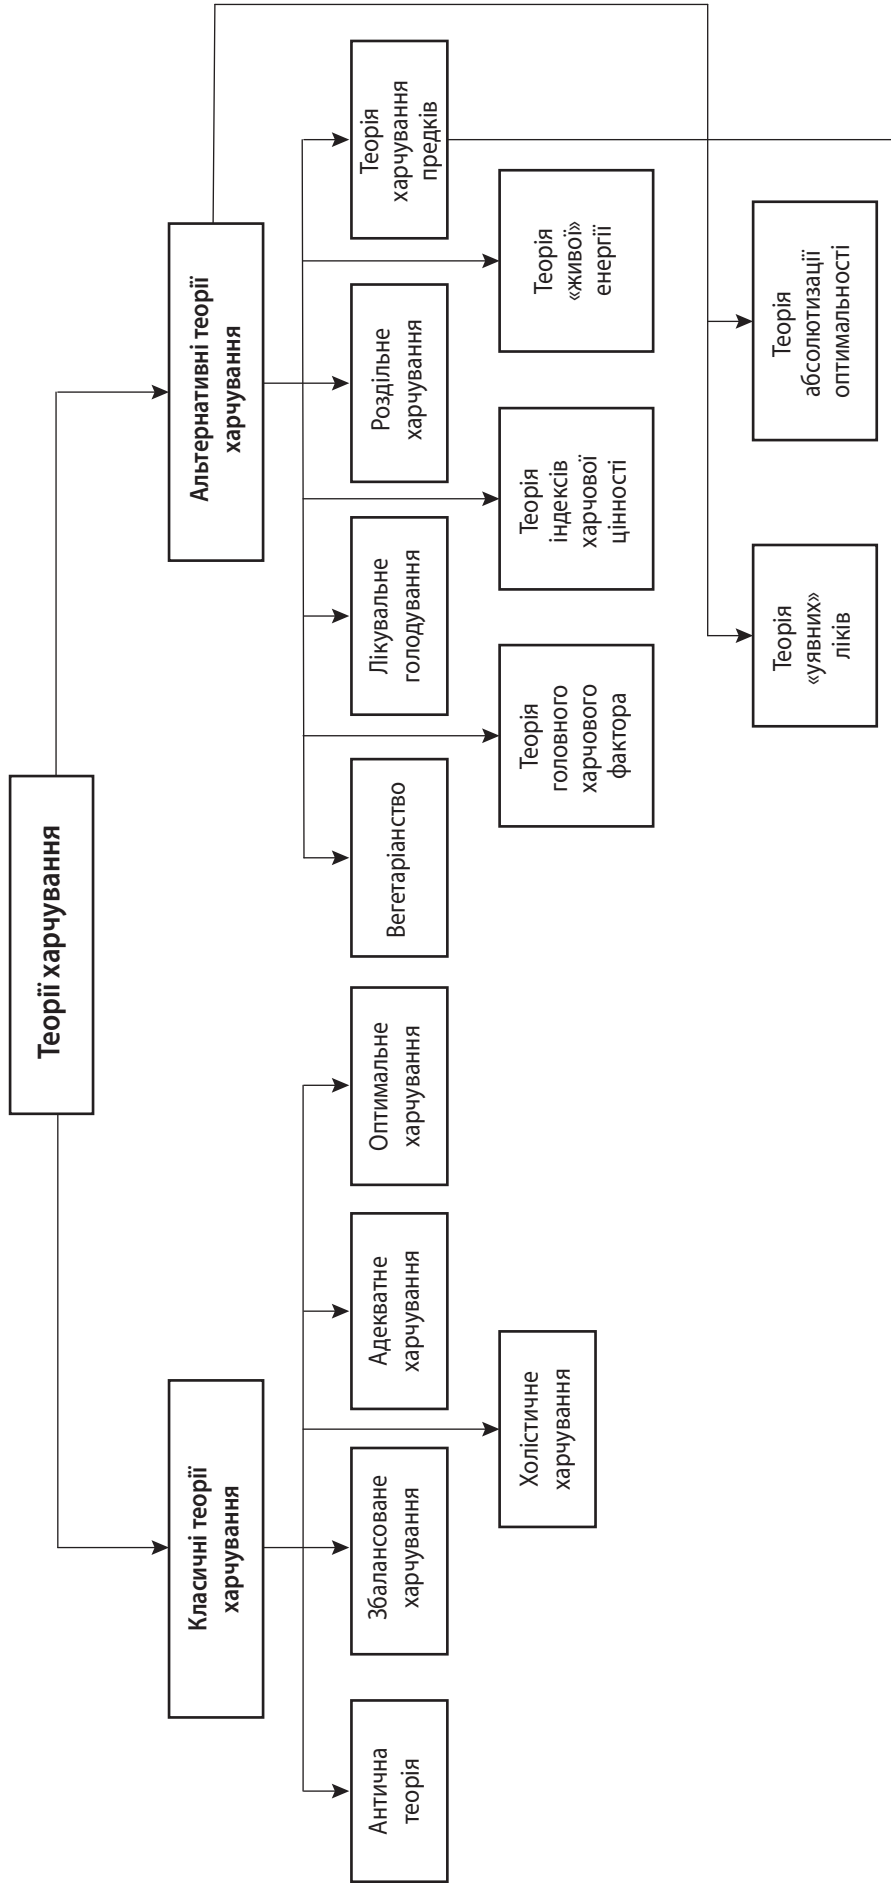 Теорії харчування
Класичні теорії
харчування
Альтернативні теорії
харчування
Антична
теорія
Збалансоване
харчування
Адекватне
харчування
Оптимальне
харчування
Вегетаріанство
Лікувальне
голодування
Роздільне
харчування
Теорія
харчування
предків
Холістичне
харчування
Теорія
головного
харчового
фактора
Теорія
індексів
харчової
цінності
Теорія
«живої»
енергії
Теорія
«уявних»
ліків
Теорія
абсолютизації
оптимальності